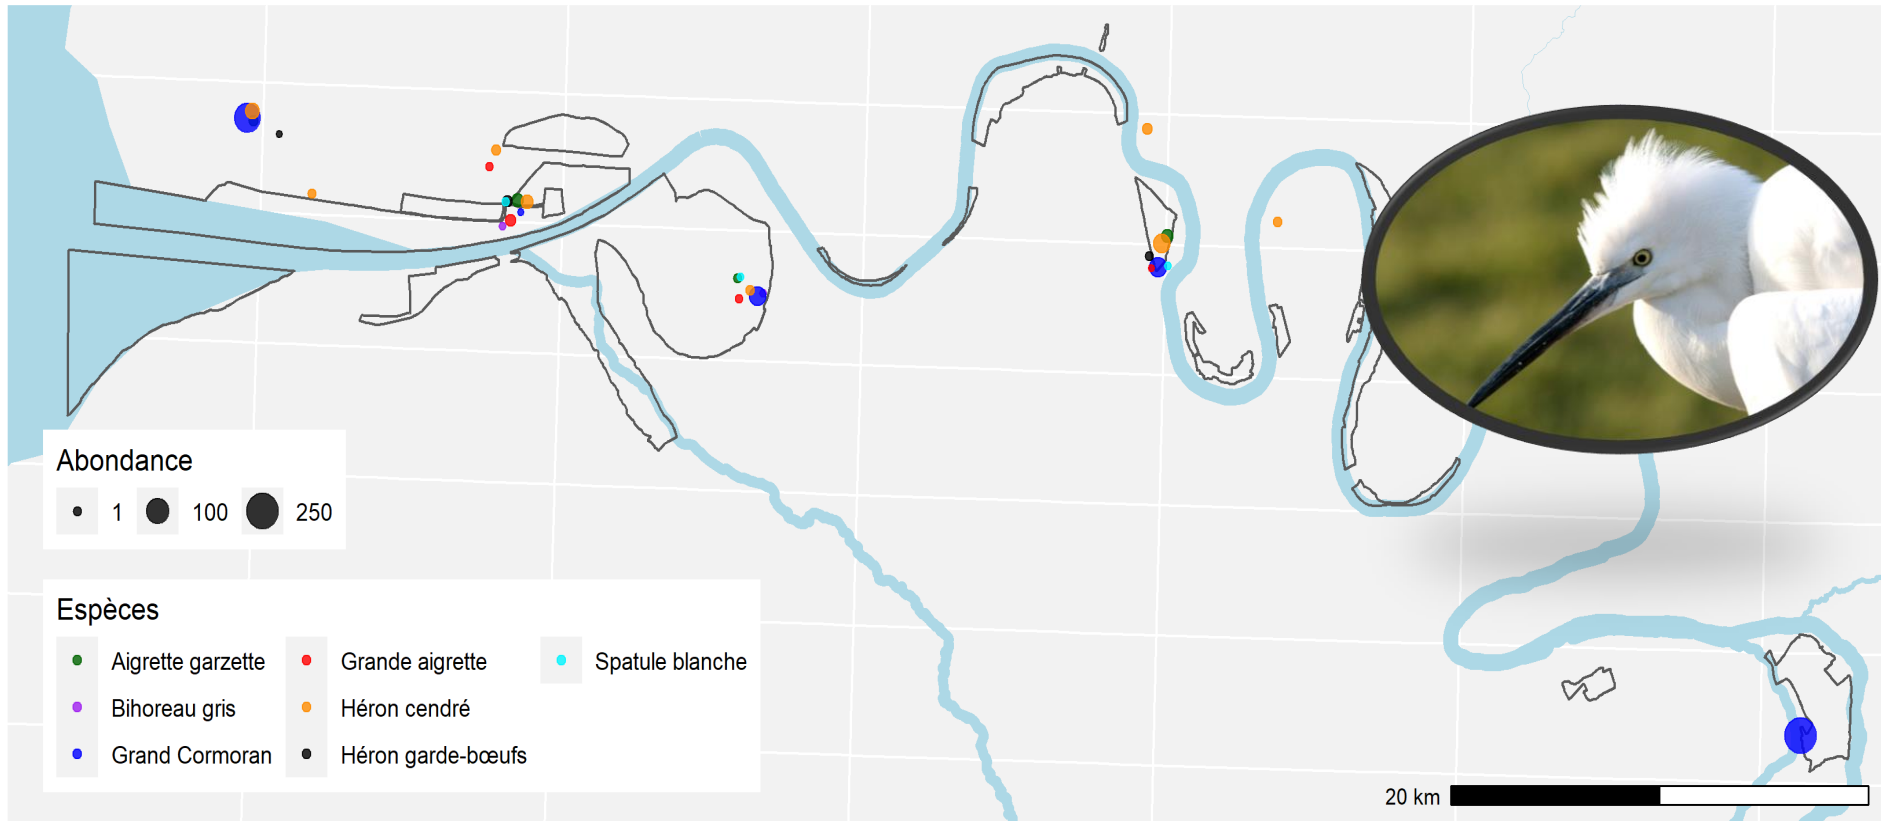 Abondance
1 100 250
Espèces
Aigrette garzette Grande aigrette Spatule blanche
Bihoreau gris Héron cendré
Grand Cormoran Héron garde-bœufs
20 km